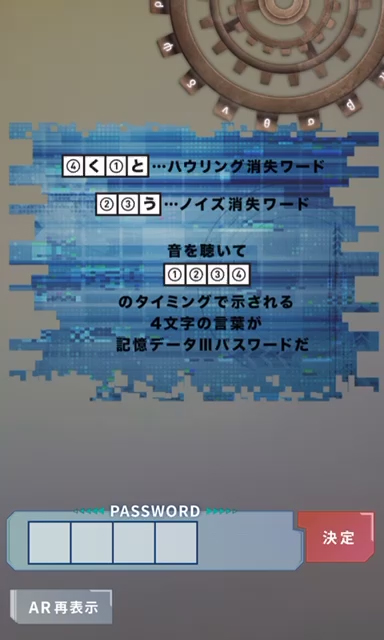 ④く①と…ハウリング消失ワード
②③う…ノイズ消失ワード
音を聴いて
①②③④
のタイミングで示される
4文字の言葉が
記憶データⅢパスワードだ
PASSWORD
決定
AR再表示